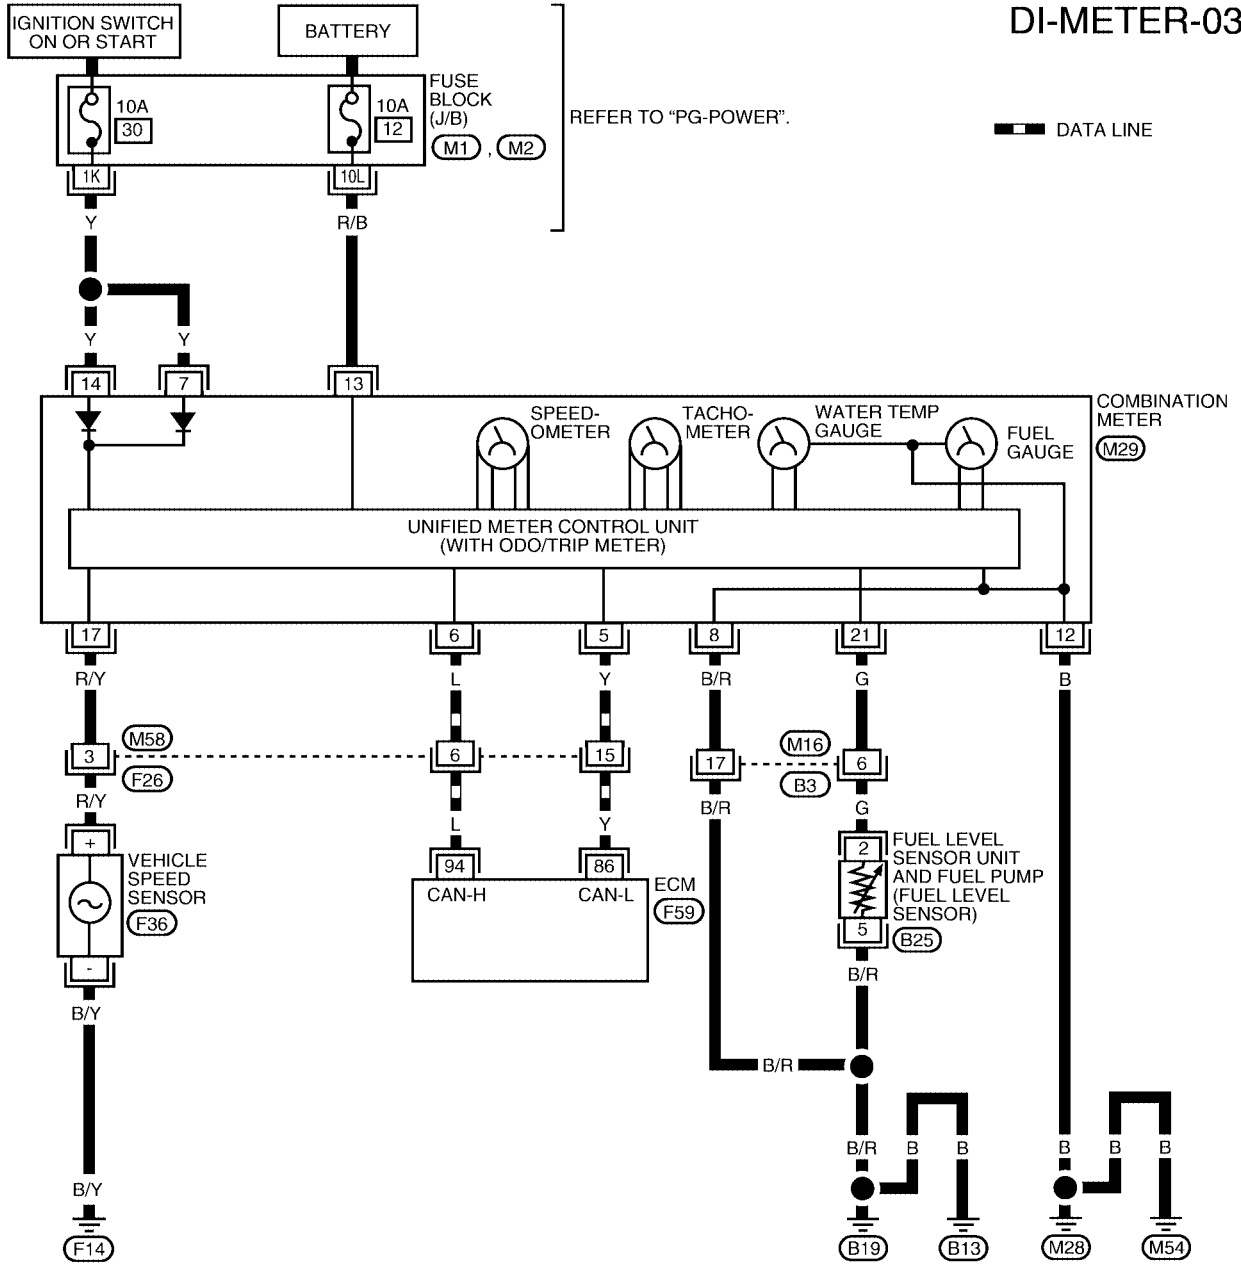 DI-METER-03
IGNITION SWITCH
ON OR START
BATTERY
10A
30
10A
12
FUSE
BLOCK
(J/B)
M1 , M2
REFER TO “PG-POWER”.
DATA LINE
1K
10L
Y
R/B
Y
Y
14
7
13
COMBINATION
METER
M29
SPEED-
OMETER
TACHO-
METER
WATER TEMP
GAUGE
FUEL
GAUGE
UNIFIED METER CONTROL UNIT
(WITH ODO/TRIP METER)
17
6
5
8
21
12
R/Y
L
Y
B/R
G
B
M58
3
6
15
F26
M16
17
6
B3
R/Y
L
Y
B/R
G
+
VEHICLE
SPEED
SENSOR
F36
-
94
86
CAN-H
CAN-L
ECM
F59
2
FUEL LEVEL
SENSOR UNIT
AND FUEL PUMP
(FUEL LEVEL
SENSOR)
5
B25
B/Y
B/R
B/R
B/Y
B/R
B
B
B
B
B
F14
B19
B13
M28
M54